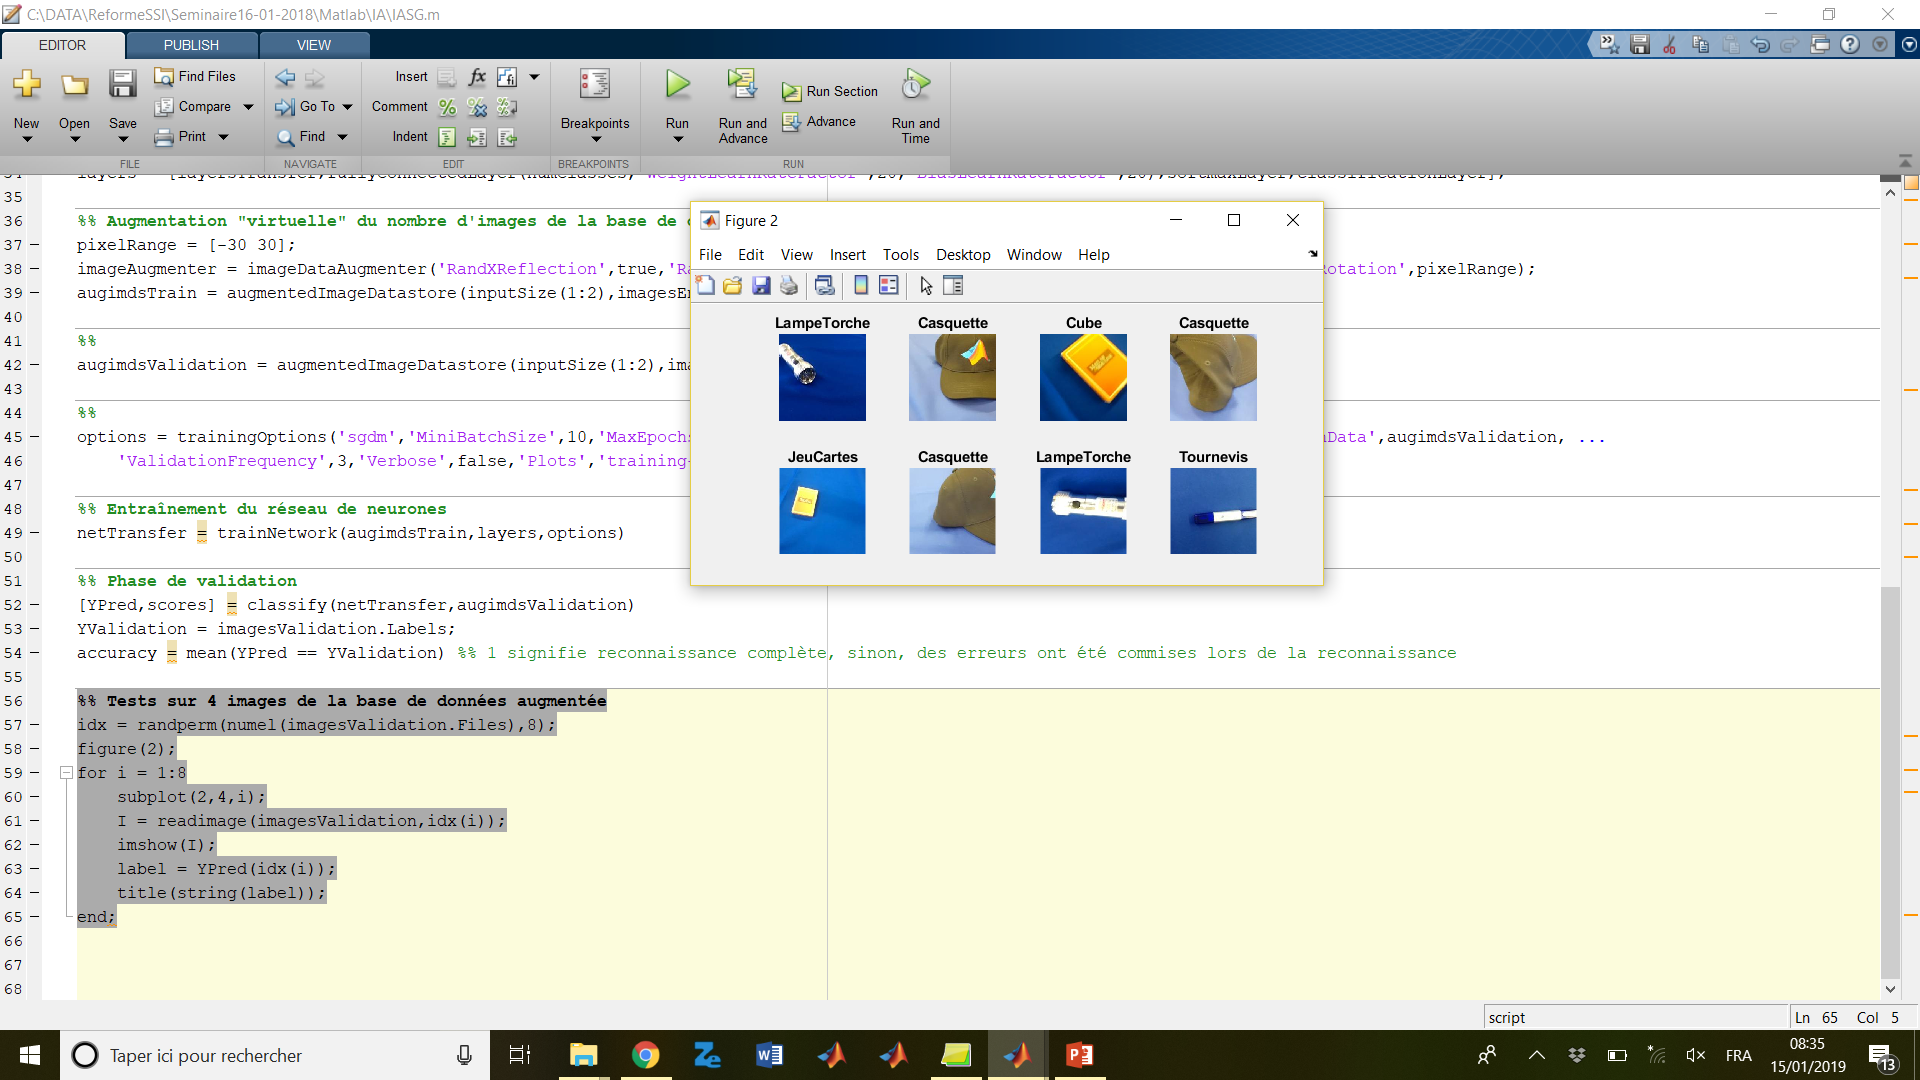 C:\DATA\ReformeSSI\Seminaire16-01-2018\Matlab\IA\IASG.m
EDITOR PUBLISH VIEW
New Open Save Find Files Compare Print
Go To Find
Insert Comment Indent
Breakpoints
Run Run and Advance Run Section Advance Run and Time
FILE NAVIGATE EDIT BREAKPOINTS RUN
35
36 %% Augmentation "virtuelle" du nombre d'images de la base de
37 pixelRange = [-30 30];
38 imageAugmenter = imageDataAugmenter('RandXReflection',true,'Ra otation',pixelRange);
39 augimdsTrain = augmentedImageDatastore(inputSize(1:2),imagesE
40
41 %%
42 augimdsValidation = augmentedImageDatastore(inputSize(1:2),ima
43
44 %%
45 options = trainingOptions('sgdm','MiniBatchSize',10,'MaxEpochs Data',augimdsValidation, ...
46 'ValidationFrequency',3,'Verbose',false,'Plots','training-
47
48 %% Entraînement du réseau de neurones
49 netTransfer = trainNetwork(augimdsTrain,layers,options)
50
51 %% Phase de validation
52 [YPred,scores] = classify(netTransfer,augimdsValidation)
53 YValidation = imagesValidation.Labels;
54 accuracy = mean(YPred == YValidation) %% 1 signifie reconnaissance complète, sinon, des erreurs ont été commises lors de la reconnaissance
55
56 %% Tests sur 4 images de la base de données augmentée
57 idx = randperm(numel(imagesValidation.Files),8);
58 figure(2);
59 for i = 1:8
60 subplot(2,4,i);
61 I = readimage(imagesValidation,idx(i));
62 imshow(I);
63 label = YPred(idx(i));
64 title(string(label));
65 end;
66
67
68
Figure 2
File Edit View Insert Tools Desktop Window Help
LampeTorche Casquette Cube Casquette
JeuCartes Casquette LampeTorche Tournevis
script Ln 65 Col 5
Taper ici pour rechercher
FRA
08:35
15/01/2019
13